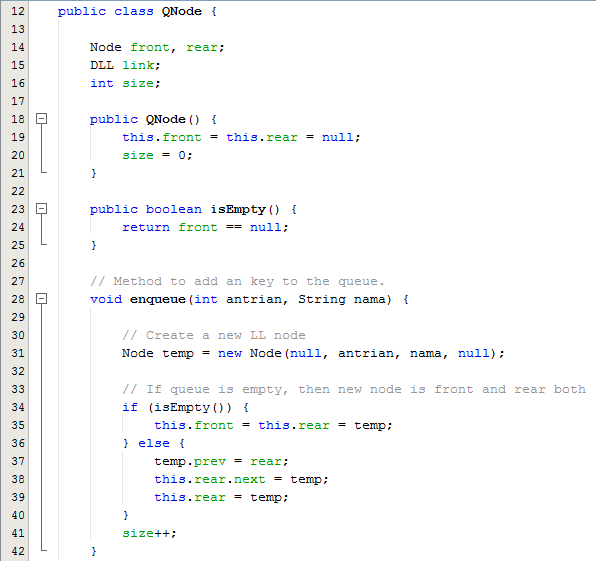 12 public class QNode {
13
14     Node front, rear;
15     DLL link;
16     int size;
17
18     public QNode() {
19         this.front = this.rear = null;
20         size = 0;
21     }
22
23     public boolean isEmpty() {
24         return front == null;
25     }
26
27     // Method to add an key to the queue.
28     void enqueue(int antrian, String nama) {
29
30         // Create a new LL node
31         Node temp = new Node(null, antrian, nama, null);
32
33         // If queue is empty, then new node is front and rear both
34         if (isEmpty()) {
35             this.front = this.rear = temp;
36         } else {
37             temp.prev = rear;
38             this.rear.next = temp;
39             this.rear = temp;
40         }
41         size++;
42     }